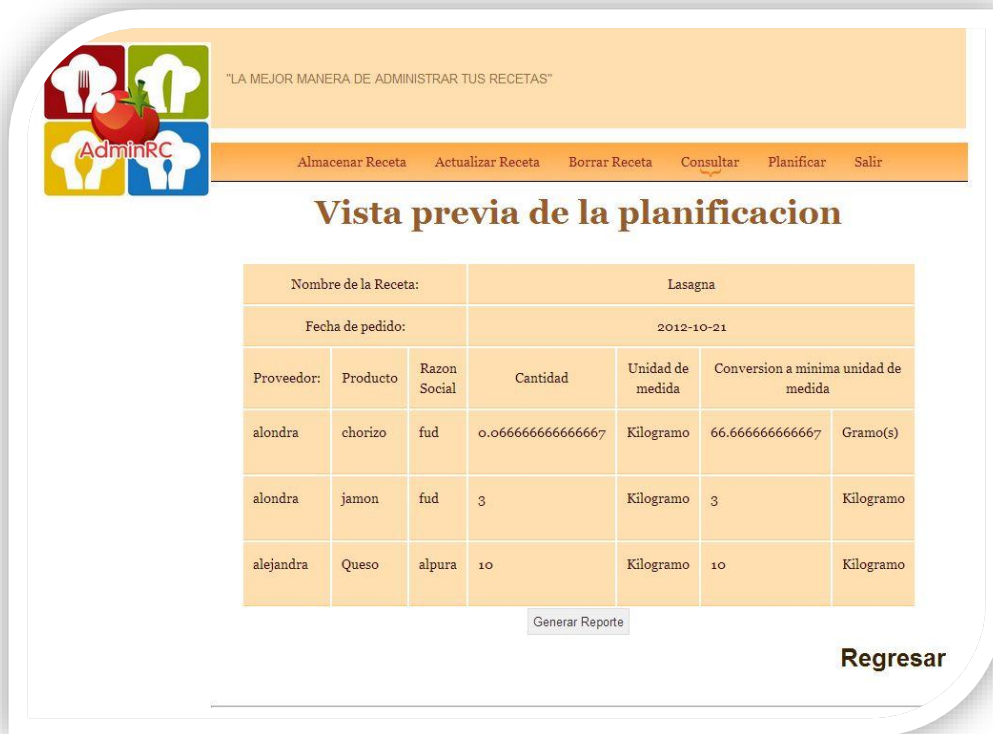 "LA MEJOR MANERA DE ADMINISTRAR TUS RECETAS"
AdminRC
Almacenar Receta Actualizar Receta Borrar Receta Consultar Planificar Salir
Vista previa de la planificacion
Nombre de la Receta: Lasagna
Fecha de pedido: 2012-10-21
Proveedor: Producto Razon Social Cantidad Unidad de medida Conversion a minima unidad de medida
alondra chorizo fud 0.066666666666667 Kilogramo 66.666666666667 Gramo(s)
alondra jamon fud 3 Kilogramo 3 Kilogramo
alejandra Queso alpura 10 Kilogramo 10 Kilogramo
Generar Reporte
Regresar